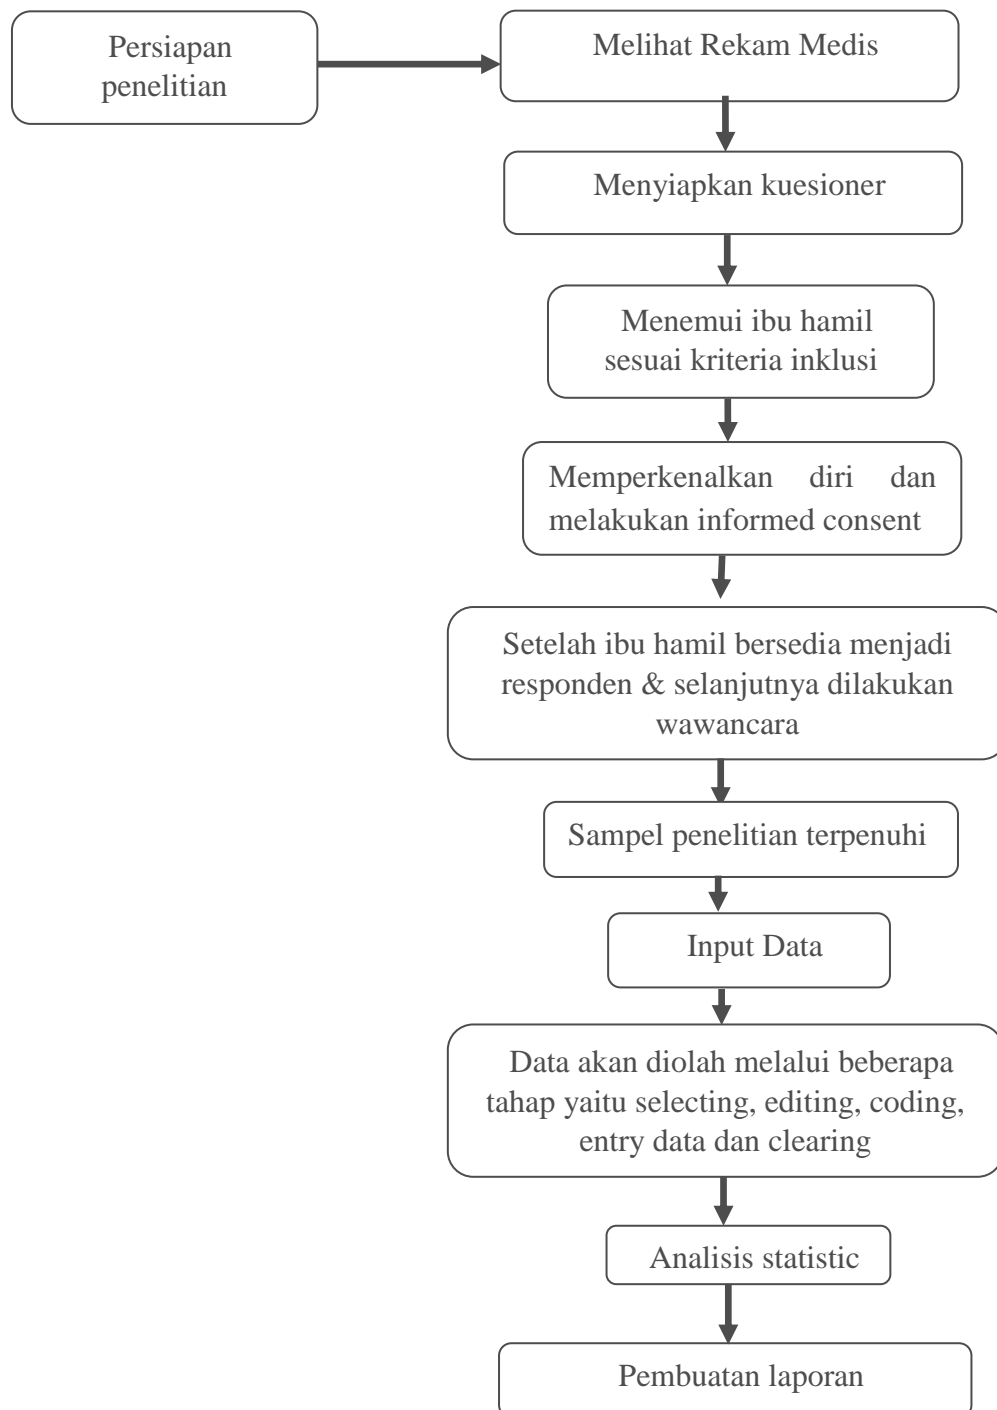 Persiapan
penelitian
Melihat Rekam Medis
Menyiapkan kuesioner
Menemui ibu hamil
sesuai kriteria inklusi
Memperkenalkan diri dan
melakukan informed consent
Setelah ibu hamil bersedia menjadi
responden & selanjutnya dilakukan
wawancara
Sampel penelitian terpenuhi
Input Data
Data akan diolah melalui beberapa
tahap yaitu selecting, editing, coding,
entry data dan clearing
Analisis statistic
Pembuatan laporan